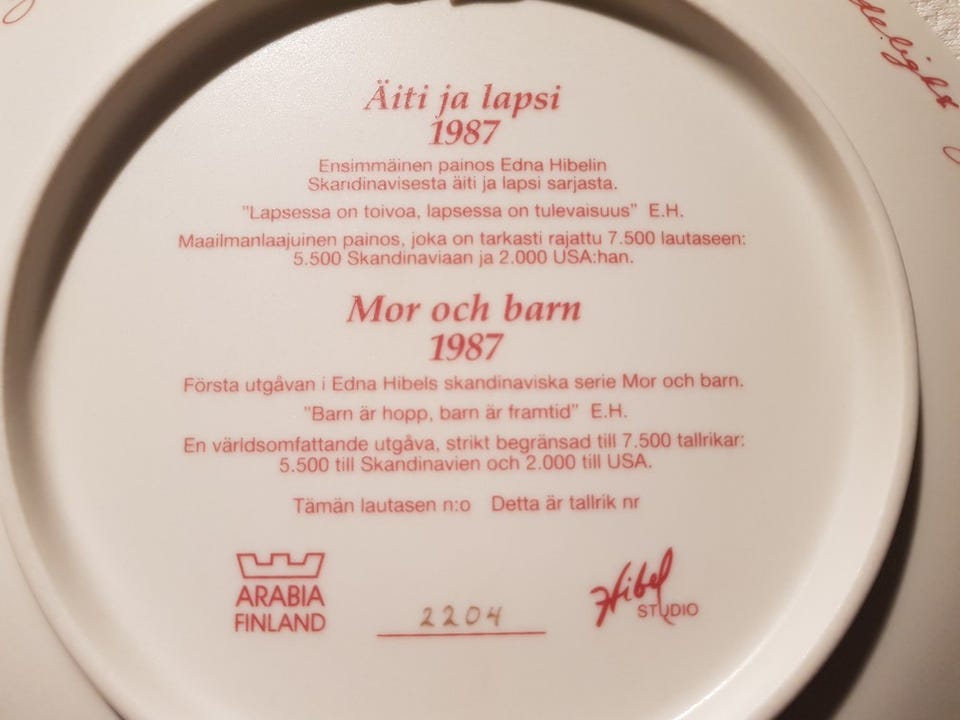 Äiti ja lapsi
1987
Ensimmäinen painos Edna Hibelin
Skandinavisesta äiti ja lapsi sarjasta.
"Lapsessa on toivoa, lapsessa on tulevaisuus" E.H.
Maailmanlaajuinen painos, joka on tarkasti rajattu 7.500 lautaseen:
5.500 Skandinaviaan ja 2.000 USA:han.
Mor och barn
1987
Första utgåvan i Edna Hibels skandinaviska serie Mor och barn.
"Barn är hopp, barn är framtid" E.H.
En världsomfattande utgåva, strikt begränsad till 7.500 tallrikar:
5.500 till Skandinavien och 2.000 till USA.
Tämän lautasen n:o Detta är tallrik nr
ARABIA
FINLAND
2204
Hibel
STUDIO